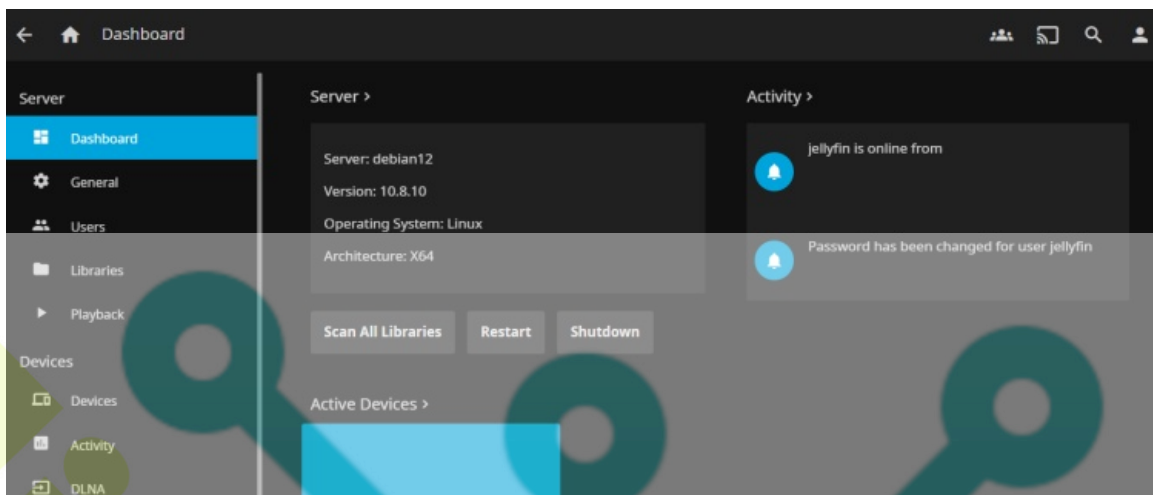 Dashboard
Server
Dashboard
General
Users
Libraries
Playback
Devices
Devices
Activity
DLNA
Server >
Server: debian12
Version: 10.8.10
Operating System: Linux
Architecture: X64
Scan All Libraries Restart Shutdown
Active Devices >
Activity >
jellyfin is online from
Password has been changed for user jellyfin